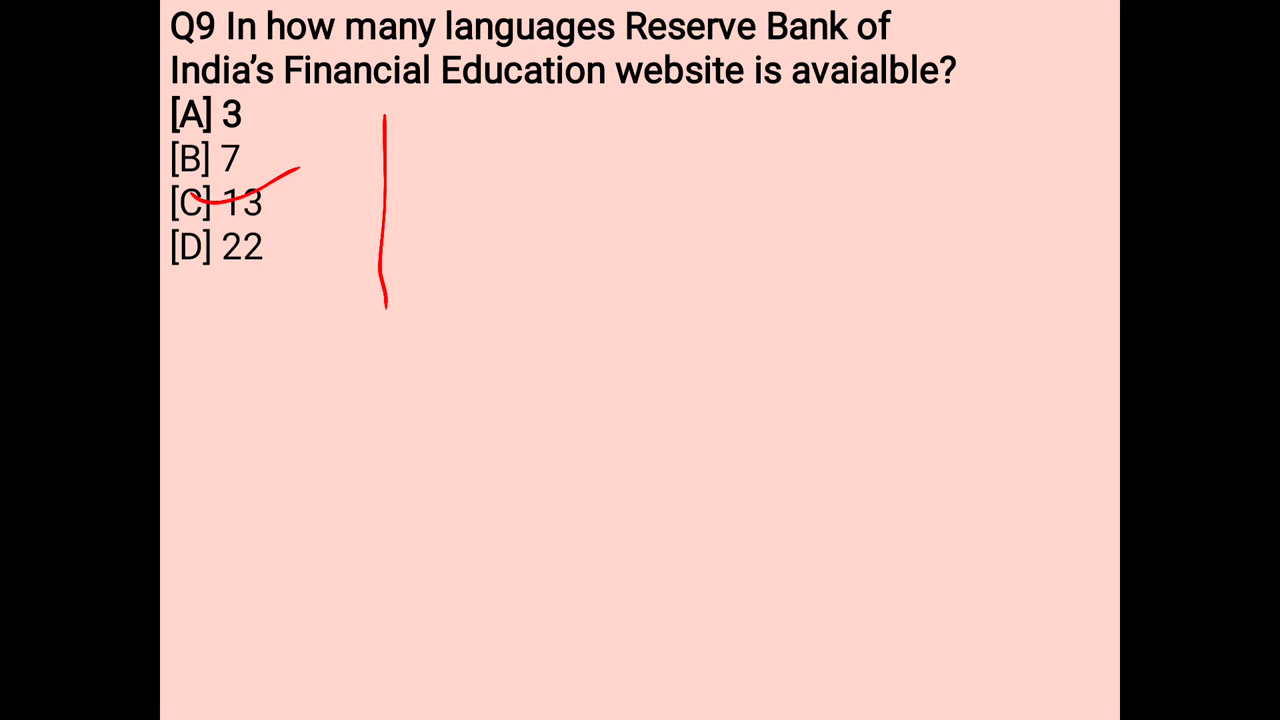 Q9 In how many languages Reserve Bank of
India’s Financial Education website is avaialble?
[A] 3
[B] 7
[C] 13
[D] 22